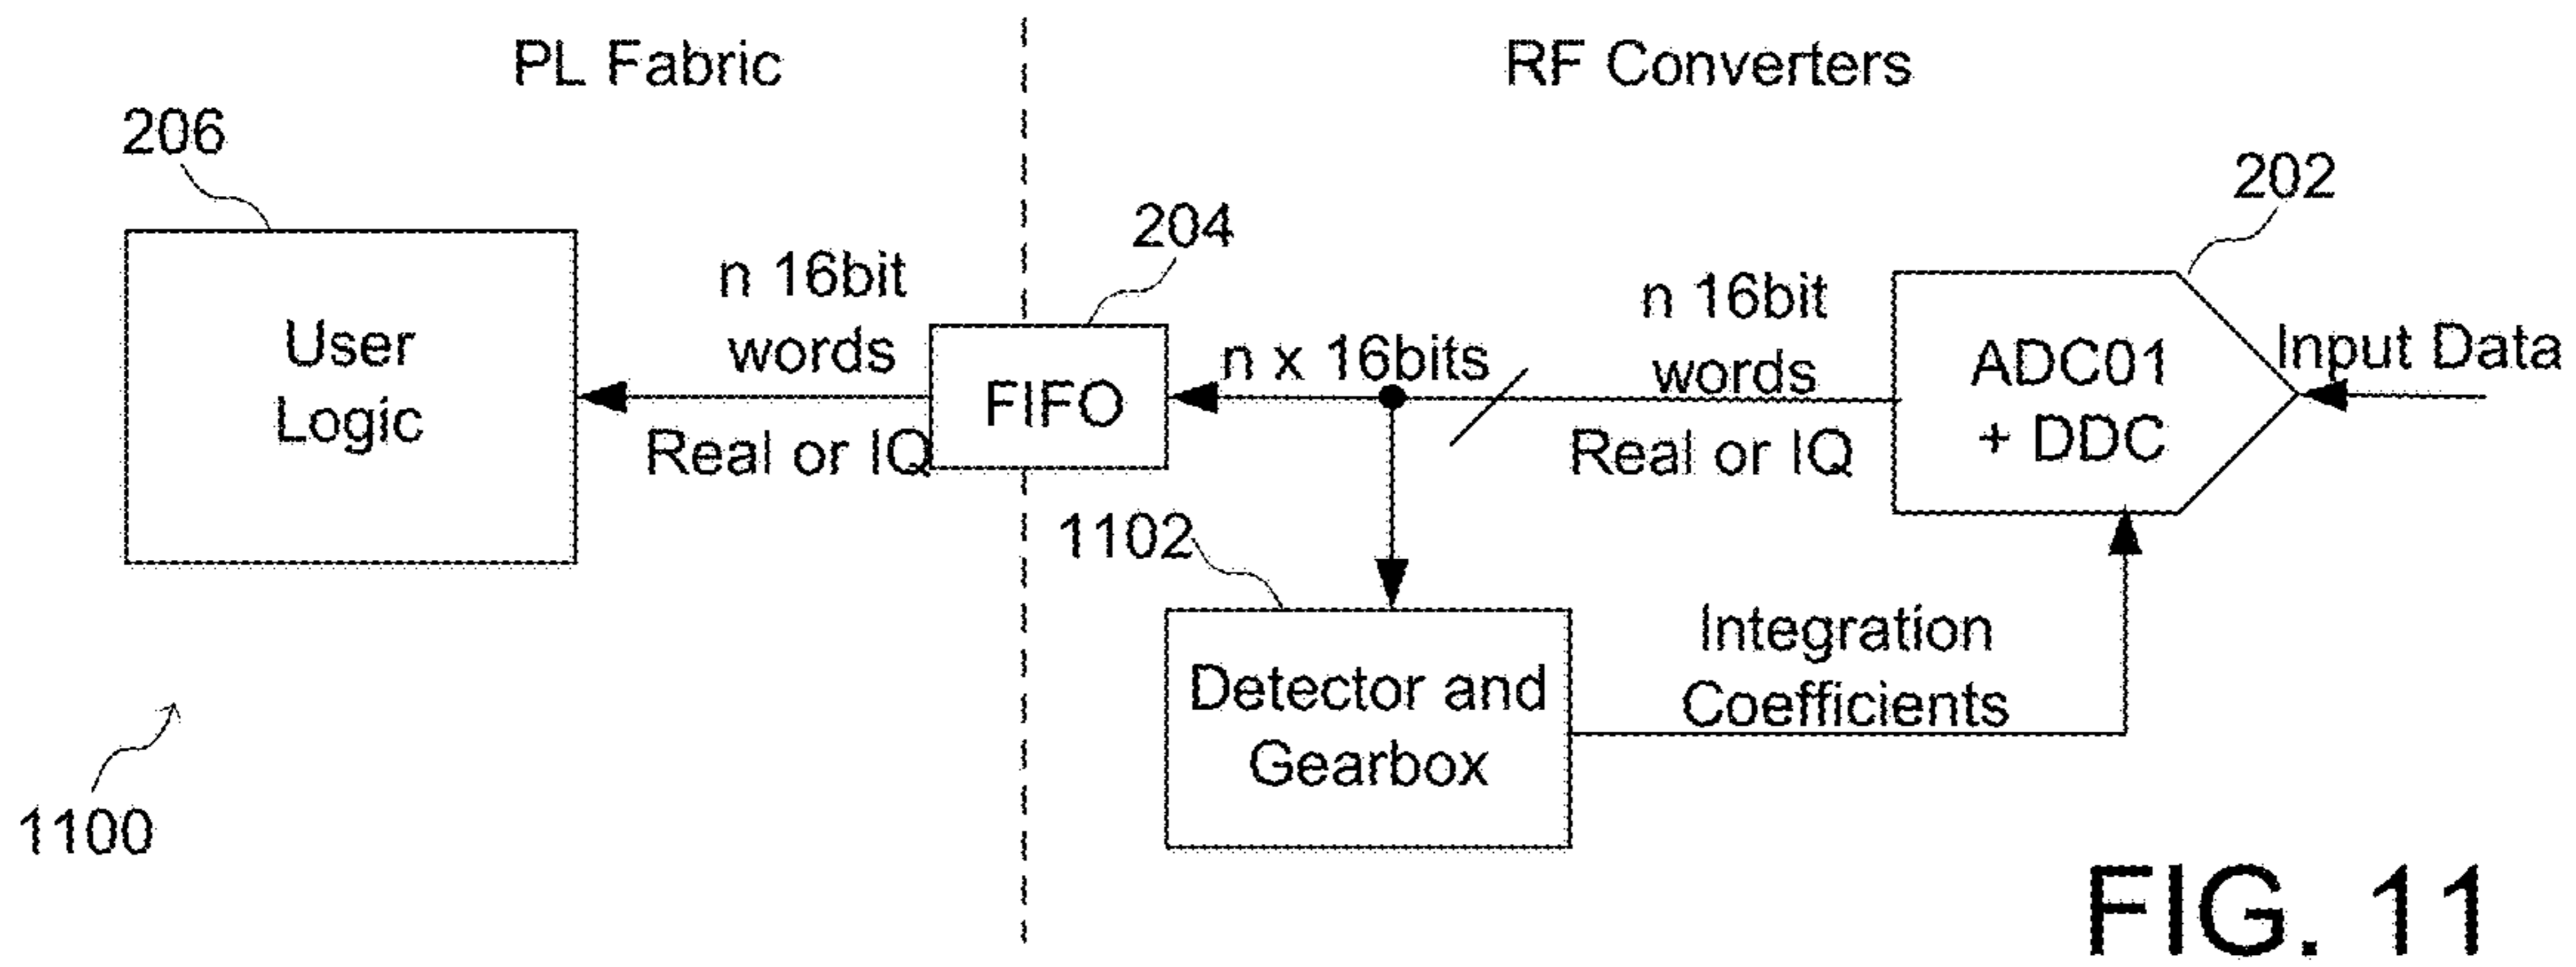 PL Fabric
RF Converters
206
202
204
n 16bit
words
Real or IQ
User
Logic
FIFO
n x 16bits
n 16bit
words
Real or IQ
ADC01
+ DDC
Input Data
1102
Detector and
Gearbox
Integration
Coefficients
1100
FIG. 11